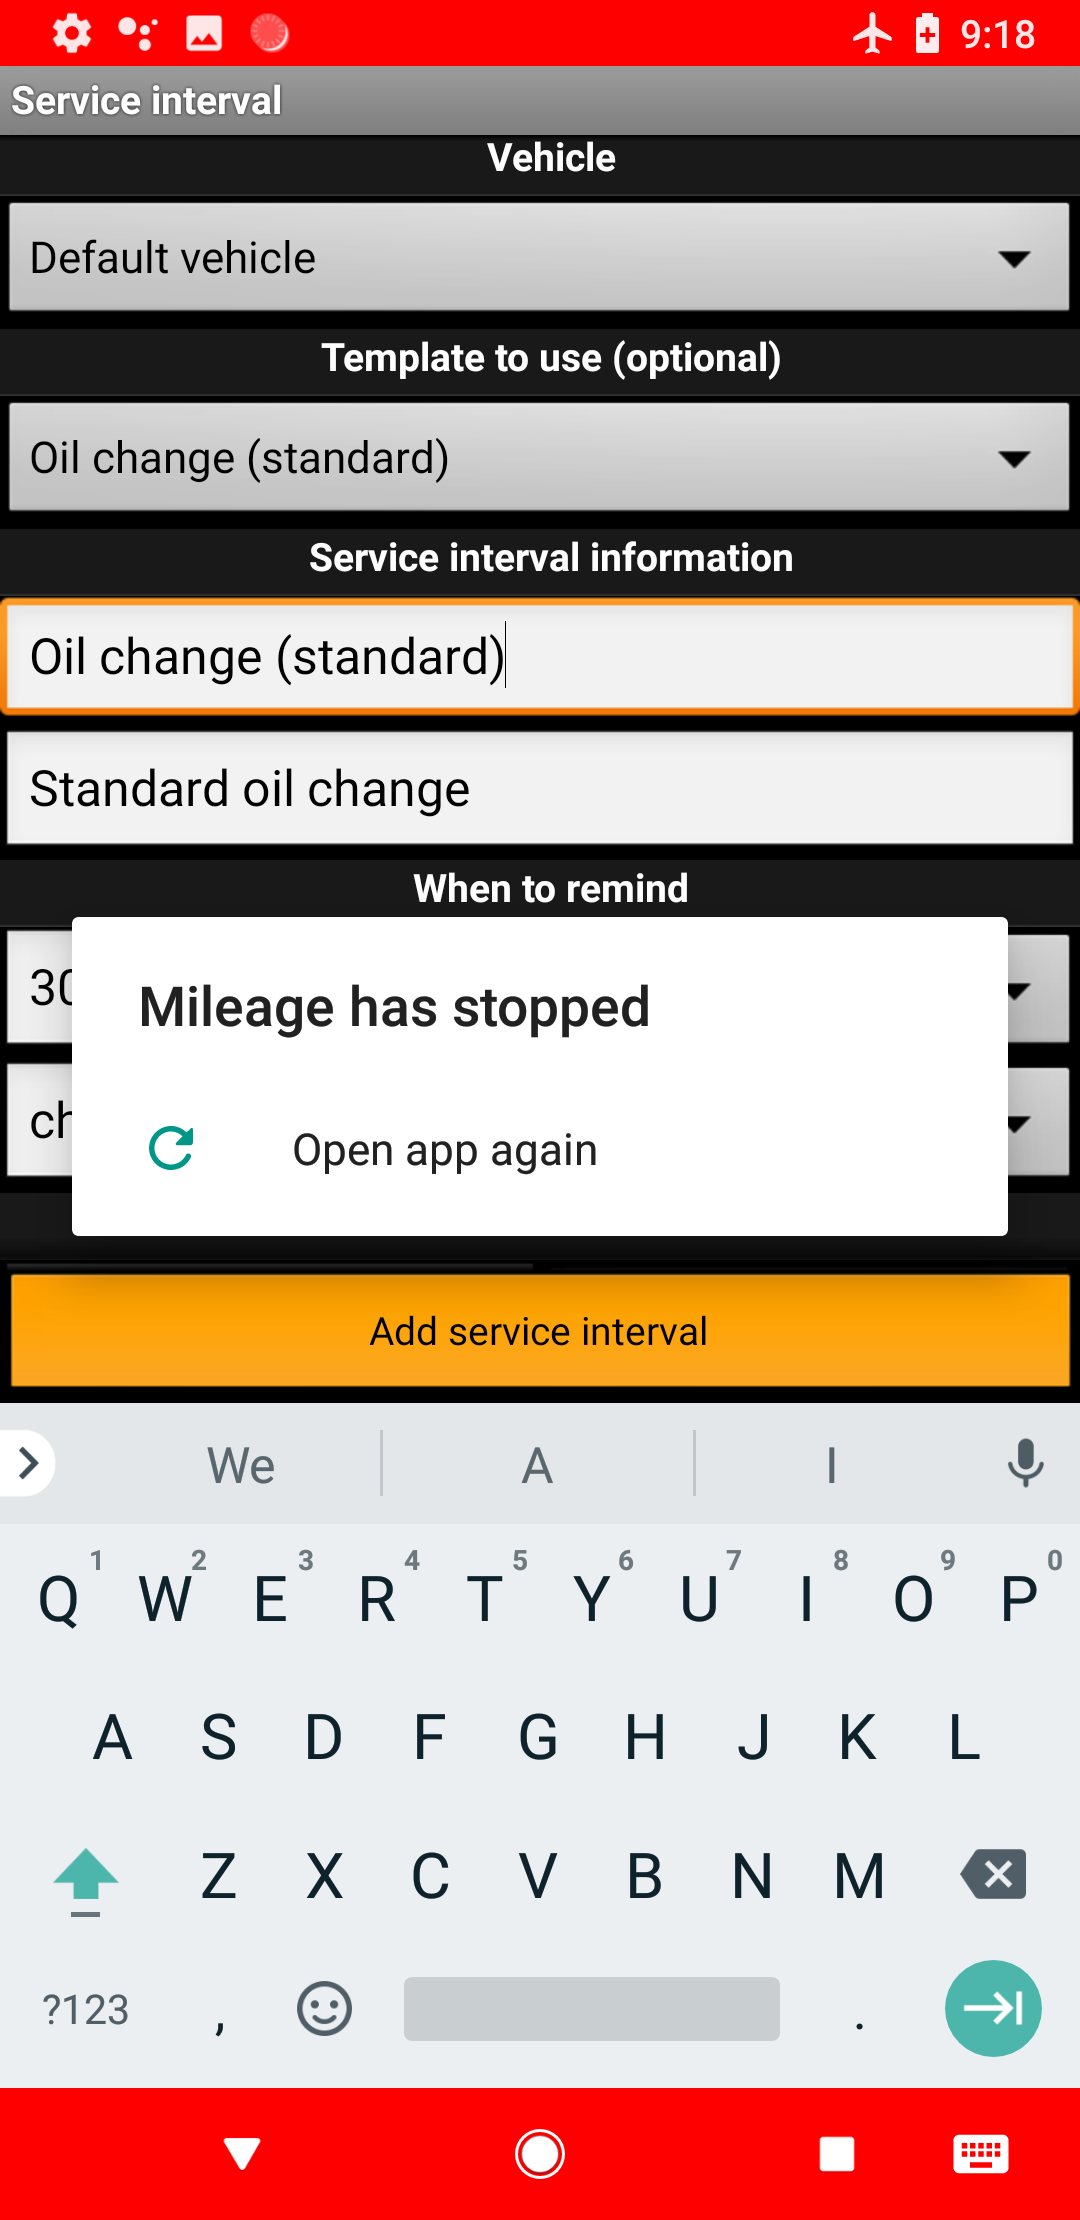 9:18
Service interval
Vehicle
Default vehicle
Template to use (optional)
Oil change (standard)
Service interval information
Oil change (standard)
Standard oil change
When to remind
30
ch
Mileage has stopped
Open app again
Add service interval
We A I
1 2 3 4 5 6 7 8 9 0
Q W E R T Y U I O P
A S D F G H J K L
Z X C V B N M
?123 , .